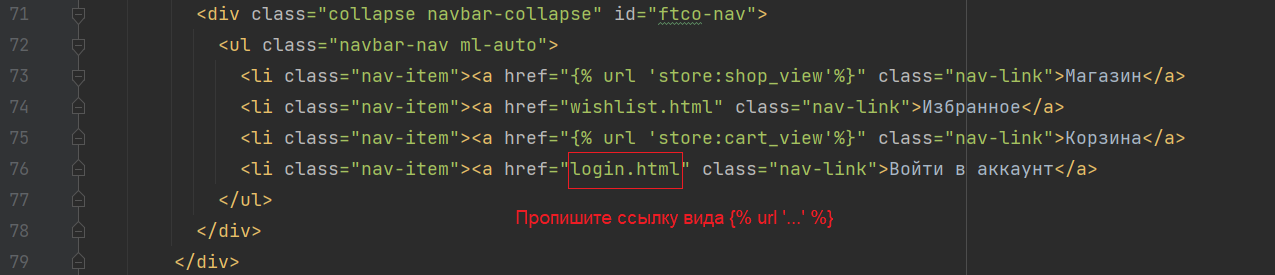 71 <div class="collapse navbar-collapse" id="ftco-nav">
72 <ul class="navbar-nav ml-auto">
73 <li class="nav-item"><a href="{% url 'store:shop_view'%}" class="nav-link">Магазин</a>
74 <li class="nav-item"><a href="wishlist.html" class="nav-link">Избранное</a>
75 <li class="nav-item"><a href="{% url 'store:cart_view'%}" class="nav-link">Корзина</a>
76 <li class="nav-item"><a href="login.html" class="nav-link">Войти в аккаунт</a>
77 </ul>
Пропишите ссылку вида {% url '...' %}
78 </div>
79 </div>